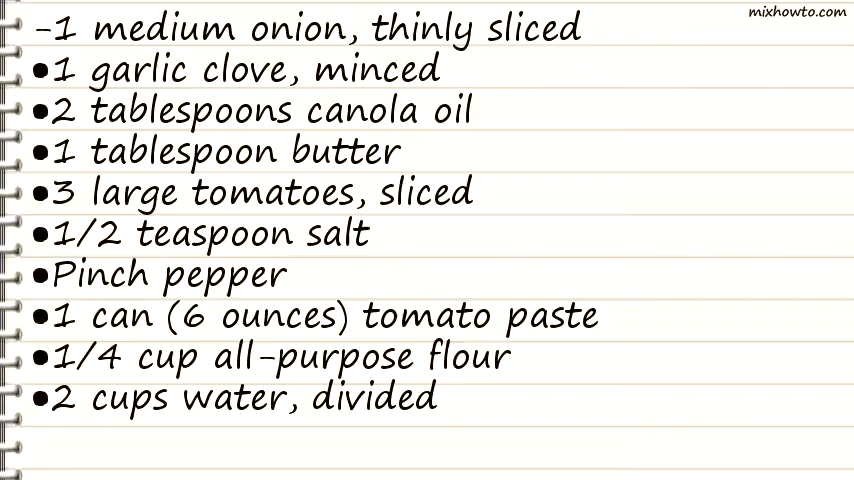 mixhowto.com
-1 medium onion, thinly sliced
•1 garlic clove, minced
•2 tablespoons canola oil
•1 tablespoon butter
•3 large tomatoes, sliced
•1/2 teaspoon salt
•Pinch pepper
•1 can (6 ounces) tomato paste
•1/4 cup all-purpose flour
•2 cups water, divided